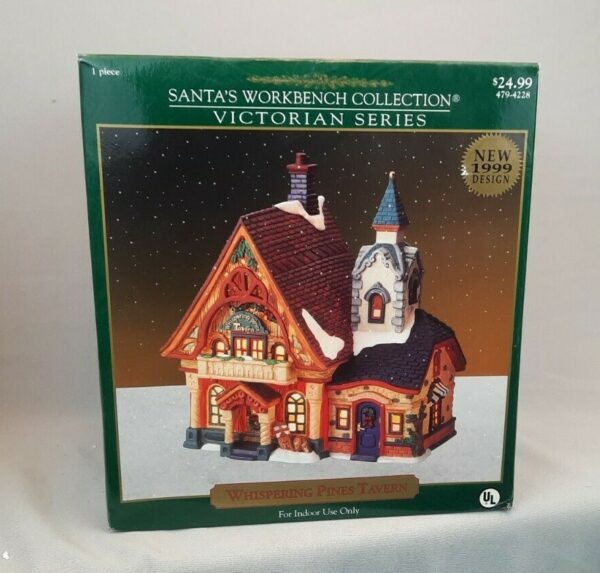 1 piece
SANTA'S WORKBENCH COLLECTION®
VICTORIAN SERIES
$24.99
479-4228
NEW
1999
DESIGN
Tavern
WHISPERING PINES TAVERN
For Indoor Use Only
UL